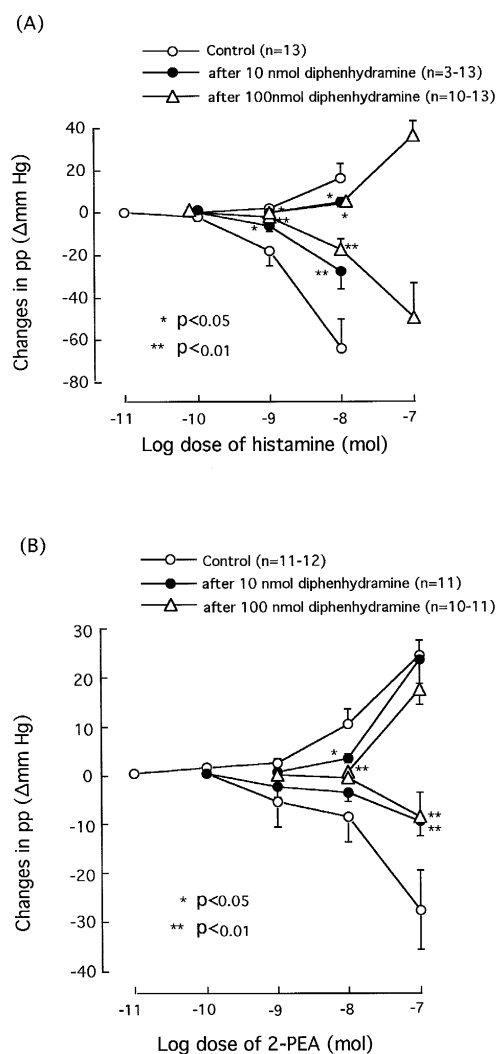 (A)
Control (n=13)
after 10 nmol diphenhydramine (n=3-13)
after 100nmol diphenhydramine (n=10-13)
40
20
0
-20
-40
-60
-80
Changes in pp (Δmm Hg)
*
*
*
**
*
**
**
* p<0.05
** p<0.01
-11 -10 -9 -8 -7
Log dose of histamine (mol)
(B)
Control (n=11-12)
after 10 nmol diphenhydramine (n=11)
after 100 nmol diphenhydramine (n=10-11)
30
20
10
0
-10
-20
-30
-40
Changes in pp (Δmm Hg)
*
**
**
**
* p<0.05
** p<0.01
-11 -10 -9 -8 -7
Log dose of 2-PEA (mol)